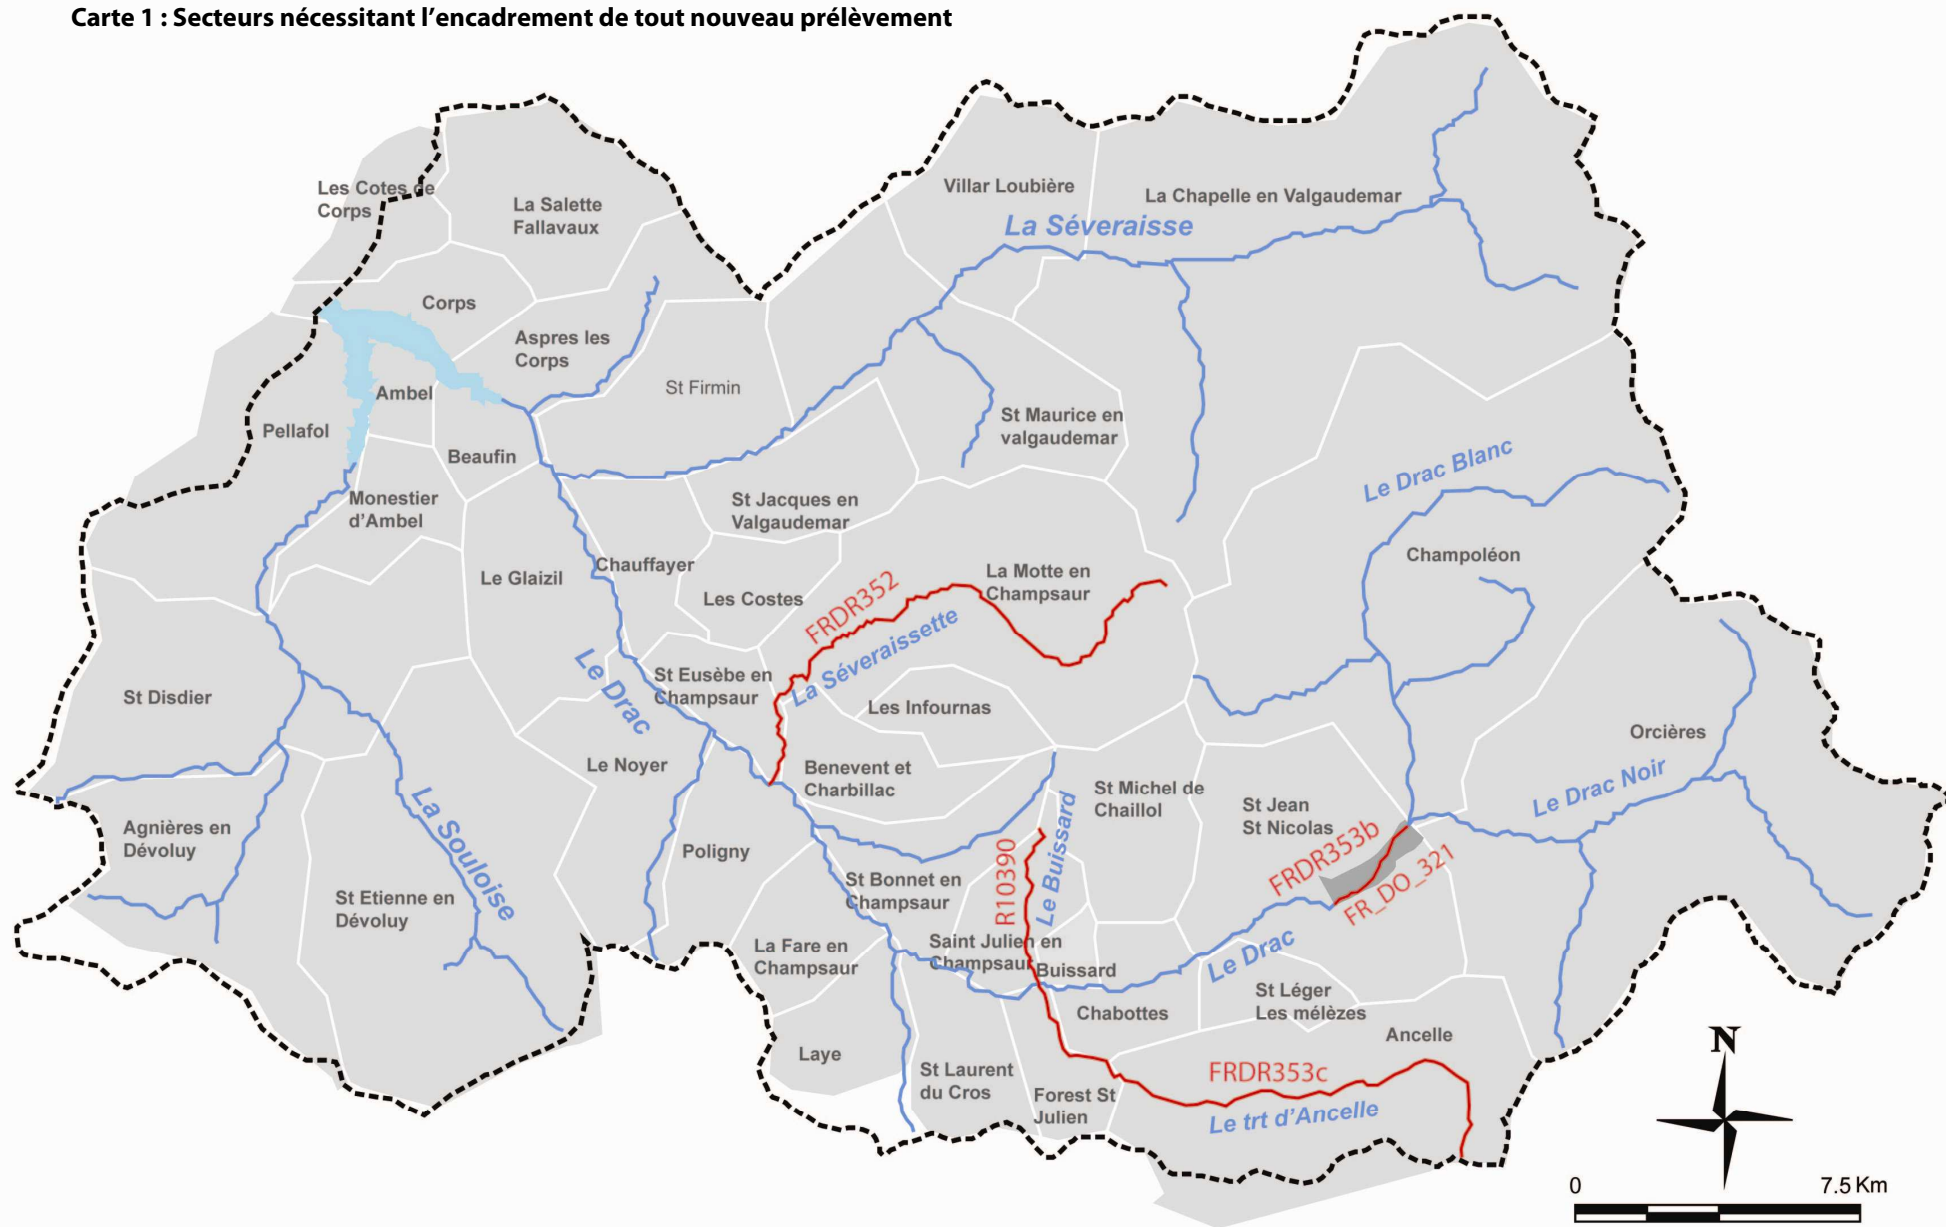 Carte 1 : Secteurs nécessitant l'encadrement de tout nouveau prélèvement
Les Cotes de
Corps
La Salette
Fallavaux
Villar Loubière
La Chapelle en Valgaudemar
La Séveraisse
Corps
Aspres les
Corps
St Firmin
Ambel
Pellafol
Beaufin
St Maurice en
valgaudemar
Le Drac Blanc
Monestier
d'Ambel
St Jacques en
Valgaudemar
Champoléon
Le Glaizil
Chauffayer
Les Costes
FRDR352
La Motte en
Champsaur
La Séveraissette
Le Drac
St Eusèbe en
Champsaur
St Disdier
Les Infournas
Orcières
Le Noyer
Benevent et
Charbillac
St Michel de
Chaillol
Le Drac Noir
St Jean
St Nicolas
Agnières en
Dévoluy
La Souloise
Poligny
Le Buissard
R10390
FRDR353b
FR_DO_321
St Etienne en
Dévoluy
St Bonnet en
Champsaur
La Fare en
Champsaur
Saint Julien en
Champsaur
Buissard
Le Drac
Chabottes
St Léger
Les mélèzes
Ancelle
Laye
St Laurent
du Cros
Forest St
Julien
FRDR353c
Le trt d'Ancelle
N
0 7.5 Km